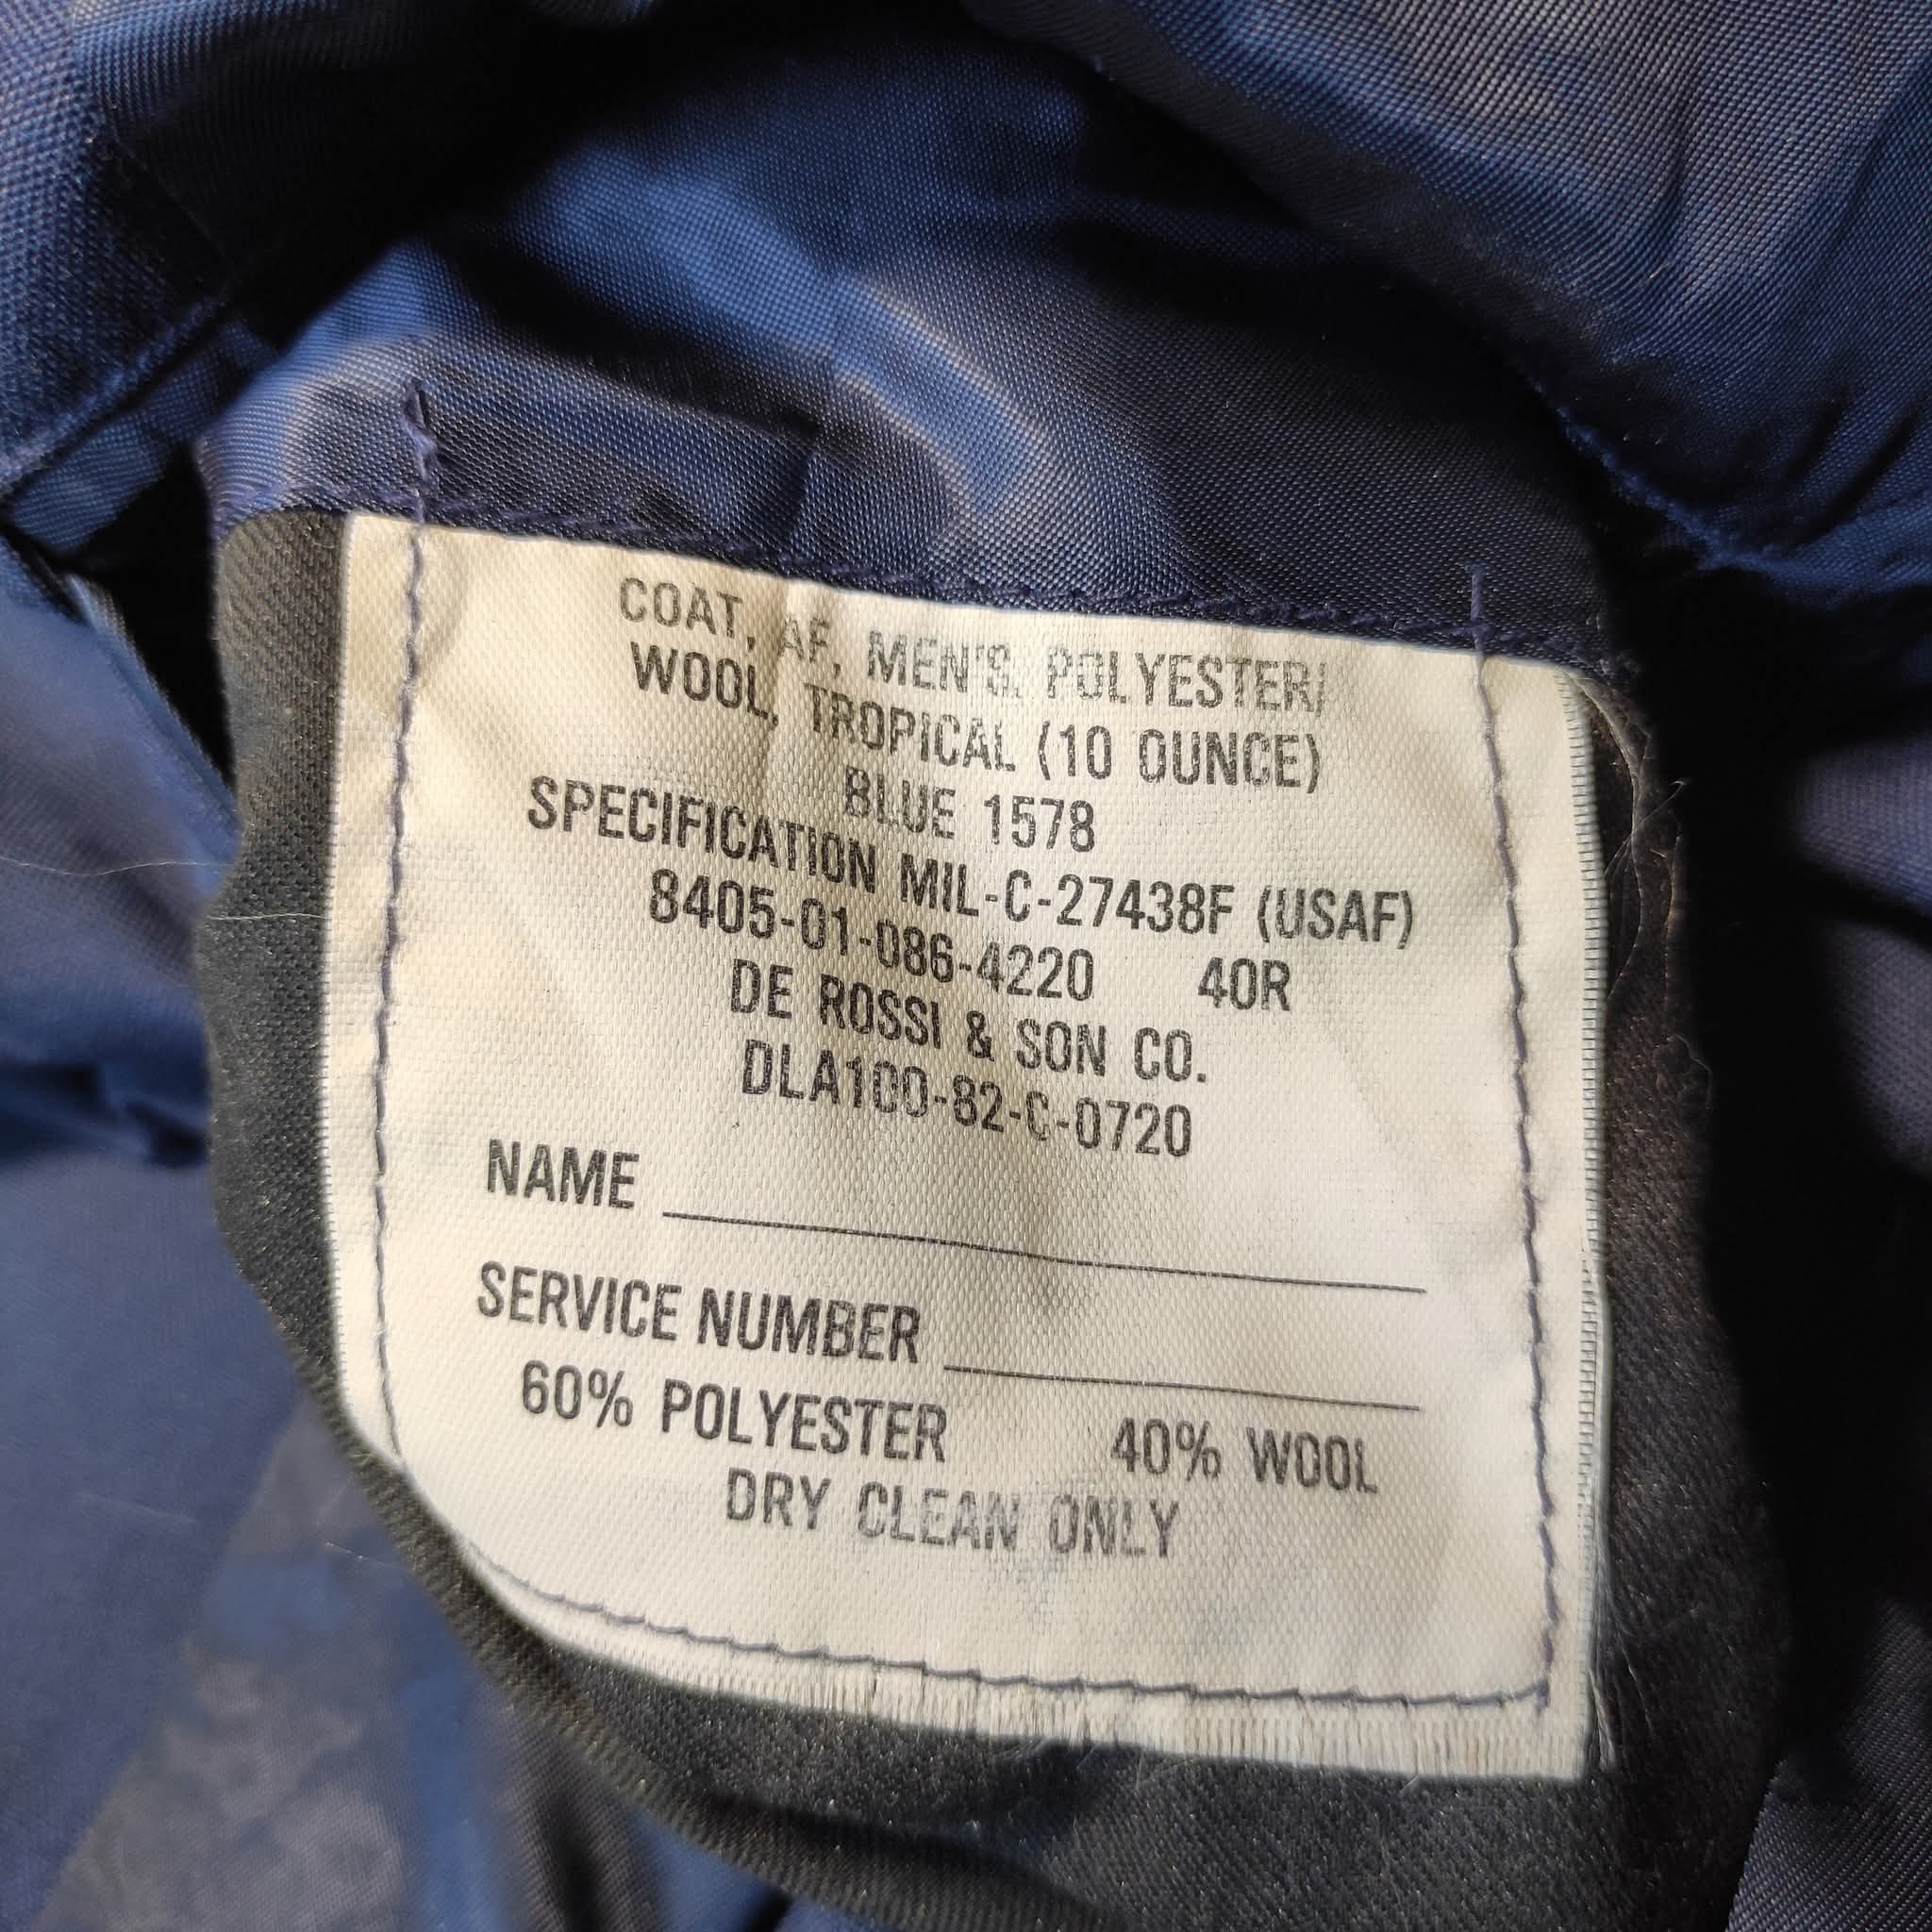 COAT, AF, MEN'S, POLYESTER/
WOOL, TROPICAL (10 OUNCE)
BLUE 1578
SPECIFICATION MIL-C-27438F (USAF)
8405-01-086-4220 40R
DE ROSSI & SON CO.
DLA100-82-C-0720
NAME
SERVICE NUMBER
60% POLYESTER 40% WOOL
DRY CLEAN ONLY